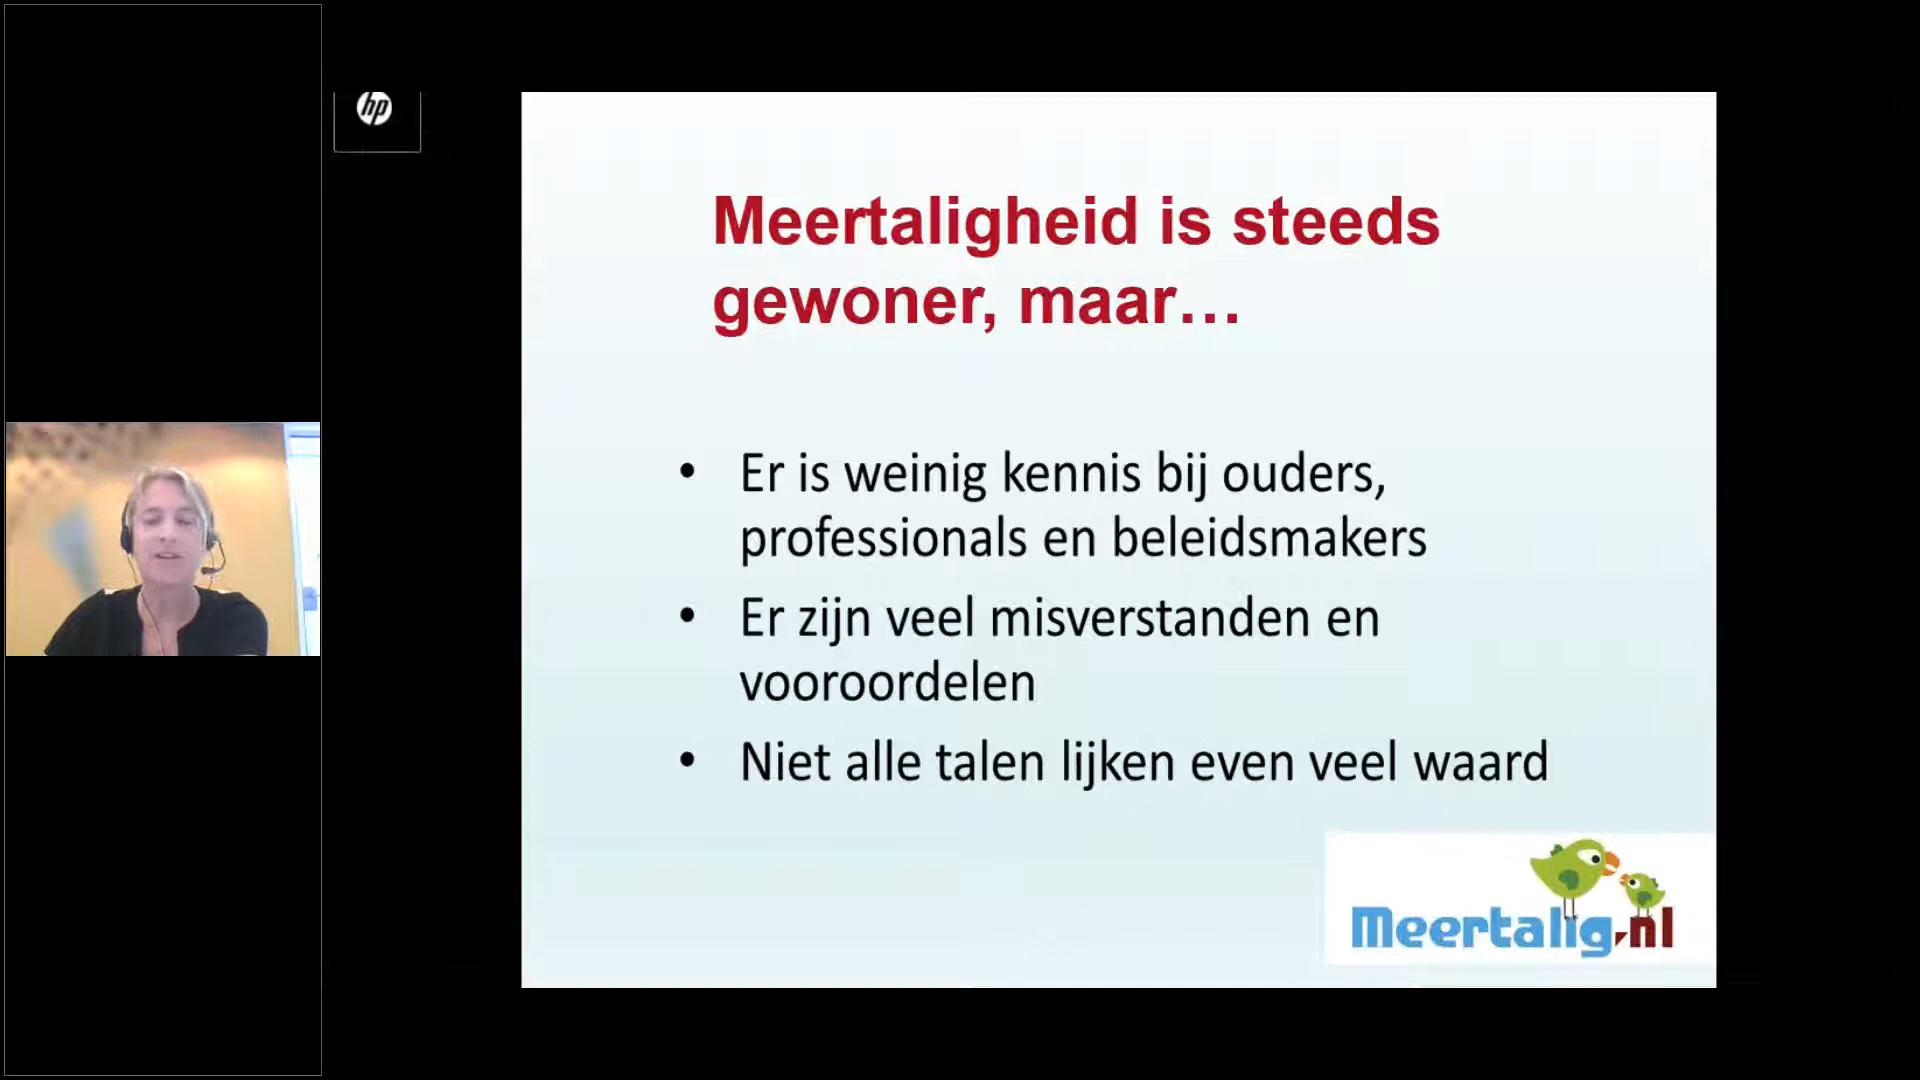 hp
Meertaligheid is steeds
gewoner, maar…
• Er is weinig kennis bij ouders,
professionals en beleidsmakers
• Er zijn veel misverstanden en
vooroordelen
• Niet alle talen lijken even veel waard
Meertalig.nl